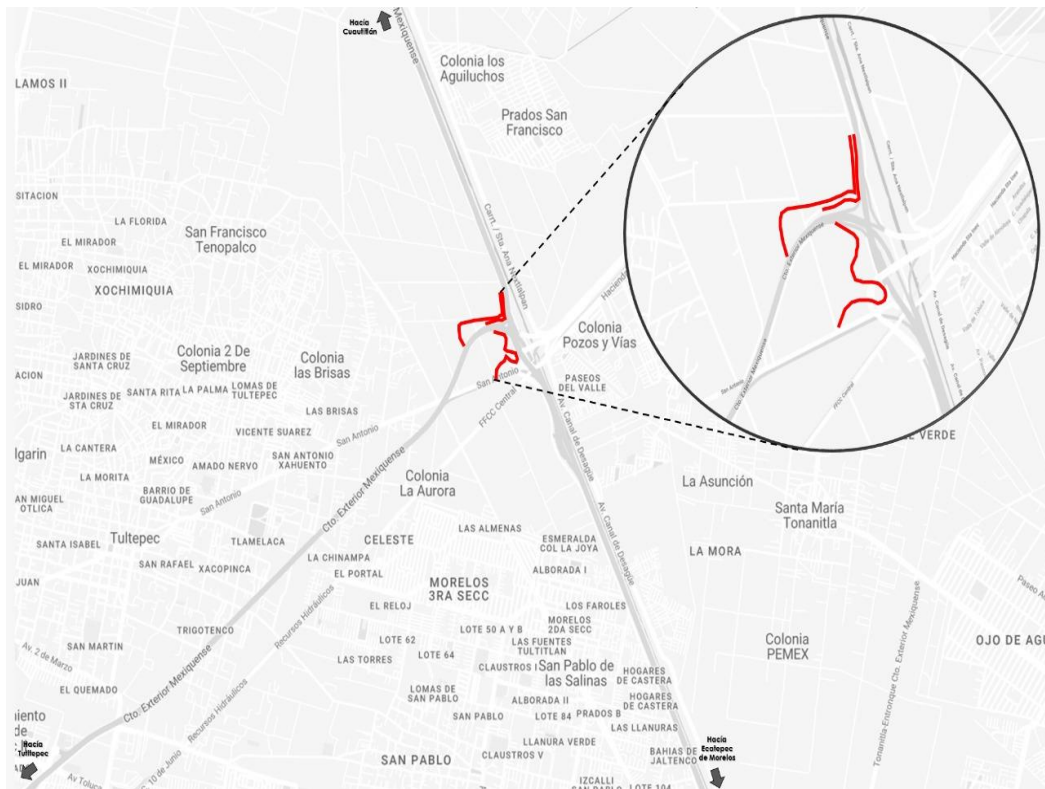 Hacia
Cuautitlán
Mexiquense
Colonia los
Aguiluchos
LAMOS II
Prados San
Francisco
SITACION
LA FLORIDA
EL MIRADOR
San Francisco
Tenopalco
EL MIRADOR
XOCHIMIQUIA
XOCHIMIQUIA
SIDRO
Carrt. / Sta. Ana Nextlalpan
Hacienda
Colonia
Pozos y Vías
JARDINES DE
SANTA CRUZ
Colonia 2 De
Septiembre
Colonia
las Brisas
ACION
SANTA RITA
LA PALMA
LOMAS DE
TULTEPEC
JARDINES DE
STA CRUZ
San Antonio
PASEOS
DEL VALLE
FFCC Central
LAS BRISAS
EL MIRADOR
VICENTE SUAREZ
San Antonio
Av. Canal de Desagüe
Cto. Exterior Mexiquense
San Antonio
FFCC Central
Av. Canal de Desagüe
E VERDE
lgarin
LA CANTERA
MÉXICO
AMADO NERVO
SAN ANTONIO
XAHUENTO
LA MORITA
BARRIO DE
GUADALUPE
San Antonio
AN MIGUEL
OTLICA
Colonia
La Aurora
La Asunción
Santa María
Tonanitla
Cto. Exterior Mexiquense
Av. Canal de Desagüe
SANTA ISABEL
Tultepec
TLAMELACA
CELESTE
LAS ALMENAS
ESMERALDA
COL LA JOYA
LA MORA
LA CHINAMPA
SAN RAFAEL
XACOPINCA
EL PORTAL
ALBORADA I
JUAN
MORELOS
3RA SECC
Recursos Hidráulicos
EL RELOJ
LOS FAROLES
TRIGOTENCO
LOTE 50 A Y B
MORELOS
2DA SECC
LOTE 62
LAS FUENTES
TULTITLAN
Colonia
PEMEX
OJO DE AGU
SAN MARTIN
Av. 2 de Marzo
LAS TORRES
LOTE 64
CLAUSTROS I
San Pablo de
las Salinas
HOGARES
DE CASTERA
EL QUEMADO
LOMAS DE
SAN PABLO
ALBORADA II
HOGARES
DE CASTERA
Cto. Exterior Mexiquense
Recursos Hidráulicos
SAN PABLO
LOTE 84
PRADOS B
LAS LLANURAS
Tonanitla-Entronque Cto. Exterior Mexiquense
iento
de
Hacia
Tultepec
LLANURA VERDE
Hacia
Ecatepec
de Morelos
SAN PABLO
CLAUSTROS V
BAHIAS DE
JALTENCO
Av Toluca
10 de Junio
IZCALLI
SAN PABLO
LOTE 104